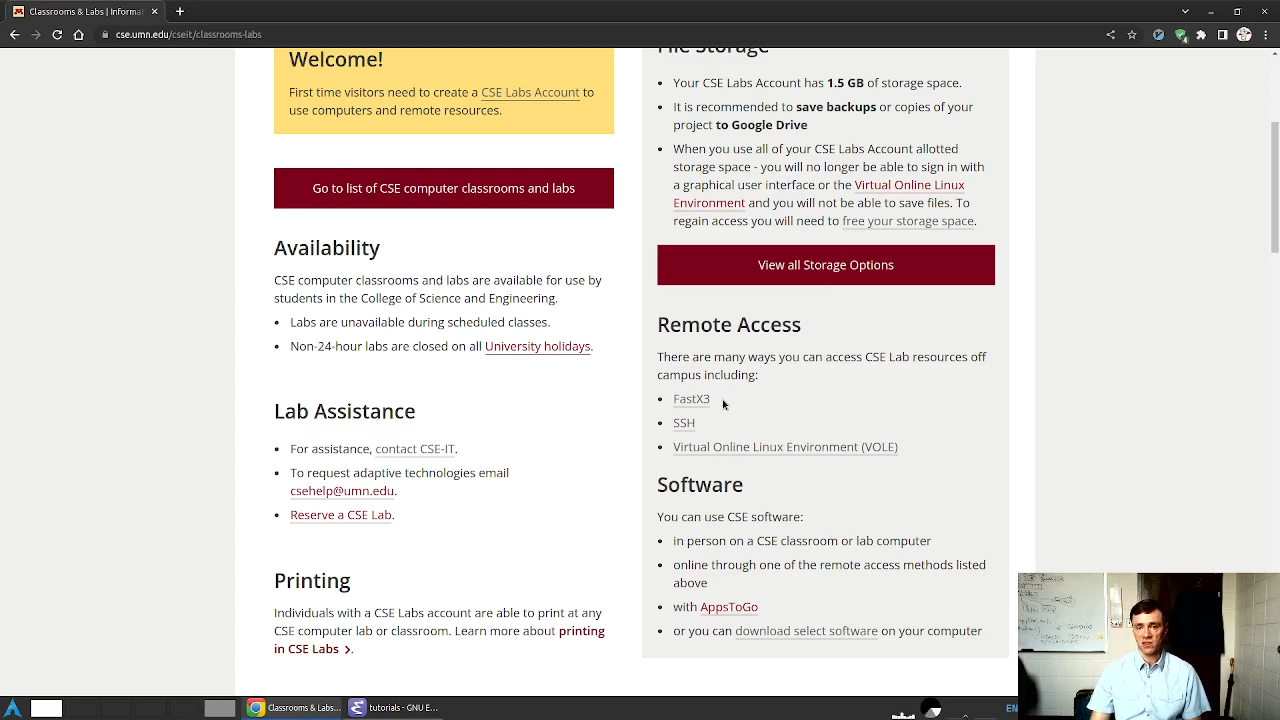 Classrooms & Labs | Informat
cse.umn.edu/cseit/classrooms-labs
Welcome!
First time visitors need to create a CSE Labs Account to
use computers and remote resources.
Go to list of CSE computer classrooms and labs
Availability
CSE computer classrooms and labs are available for use by
students in the College of Science and Engineering.
• Labs are unavailable during scheduled classes.
• Non-24-hour labs are closed on all University holidays.
Lab Assistance
• For assistance, contact CSE-IT.
• To request adaptive technologies email
csehelp@umn.edu.
• Reserve a CSE Lab.
Printing
Individuals with a CSE Labs account are able to print at any
CSE computer lab or classroom. Learn more about printing
in CSE Labs >.
File Storage
• Your CSE Labs Account has 1.5 GB of storage space.
• It is recommended to save backups or copies of your
project to Google Drive
• When you use all of your CSE Labs Account allotted
storage space - you will no longer be able to sign in with
a graphical user interface or the Virtual Online Linux
Environment and you will not be able to save files. To
regain access you will need to free your storage space.
View all Storage Options
Remote Access
There are many ways you can access CSE Lab resources off
campus including:
• FastX3
• SSH
• Virtual Online Linux Environment (VOLE)
Software
You can use CSE software:
• in person on a CSE classroom or lab computer
• online through one of the remote access methods listed
above
• with AppsToGo
• or you can download select software on your computer
Classrooms & Labs...
tutorials - GNU E...
EN